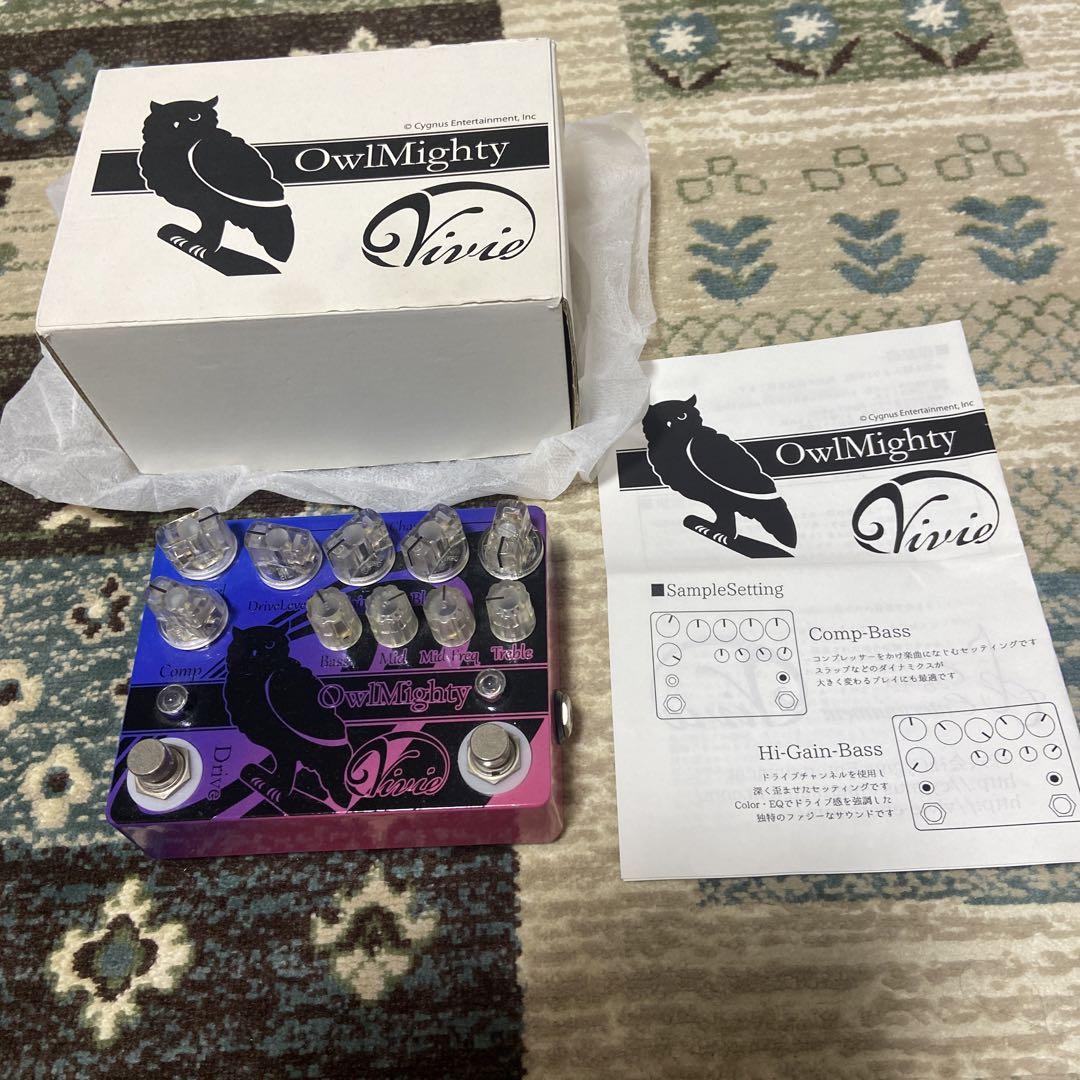 © Cygnus Entertainment, Inc
OwlMighty
Vivie
© Cygnus Entertainment, Inc
OwlMighty
Vivie
■SampleSetting
Comp-Bass
コンプレッサーをかけ楽曲になじむセッティングです
スラップなどのダイナミクスが
大きく変わるプレイにも最適です
Hi-Gain-Bass
ドライブチャンネルを使用し
深く歪ませたセッティングです
Color・EQでドライブ感を強調した
独特のファジーなサウンドです
DriveLevel
Comp
Bass
Mid
Mid Freq
Treble
OwlMighty
Drive
Vivie